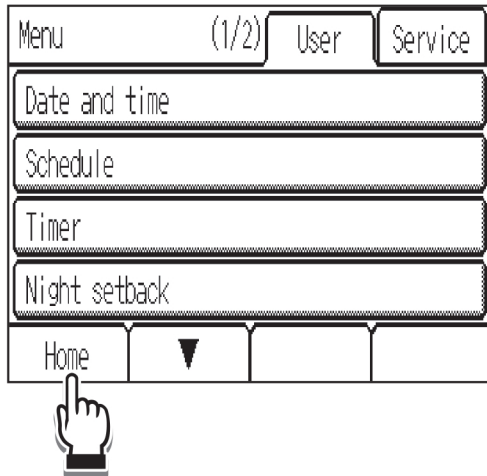 Menu (1/2) User Service
Date and time
Schedule
Timer
Night setback
Home ▼